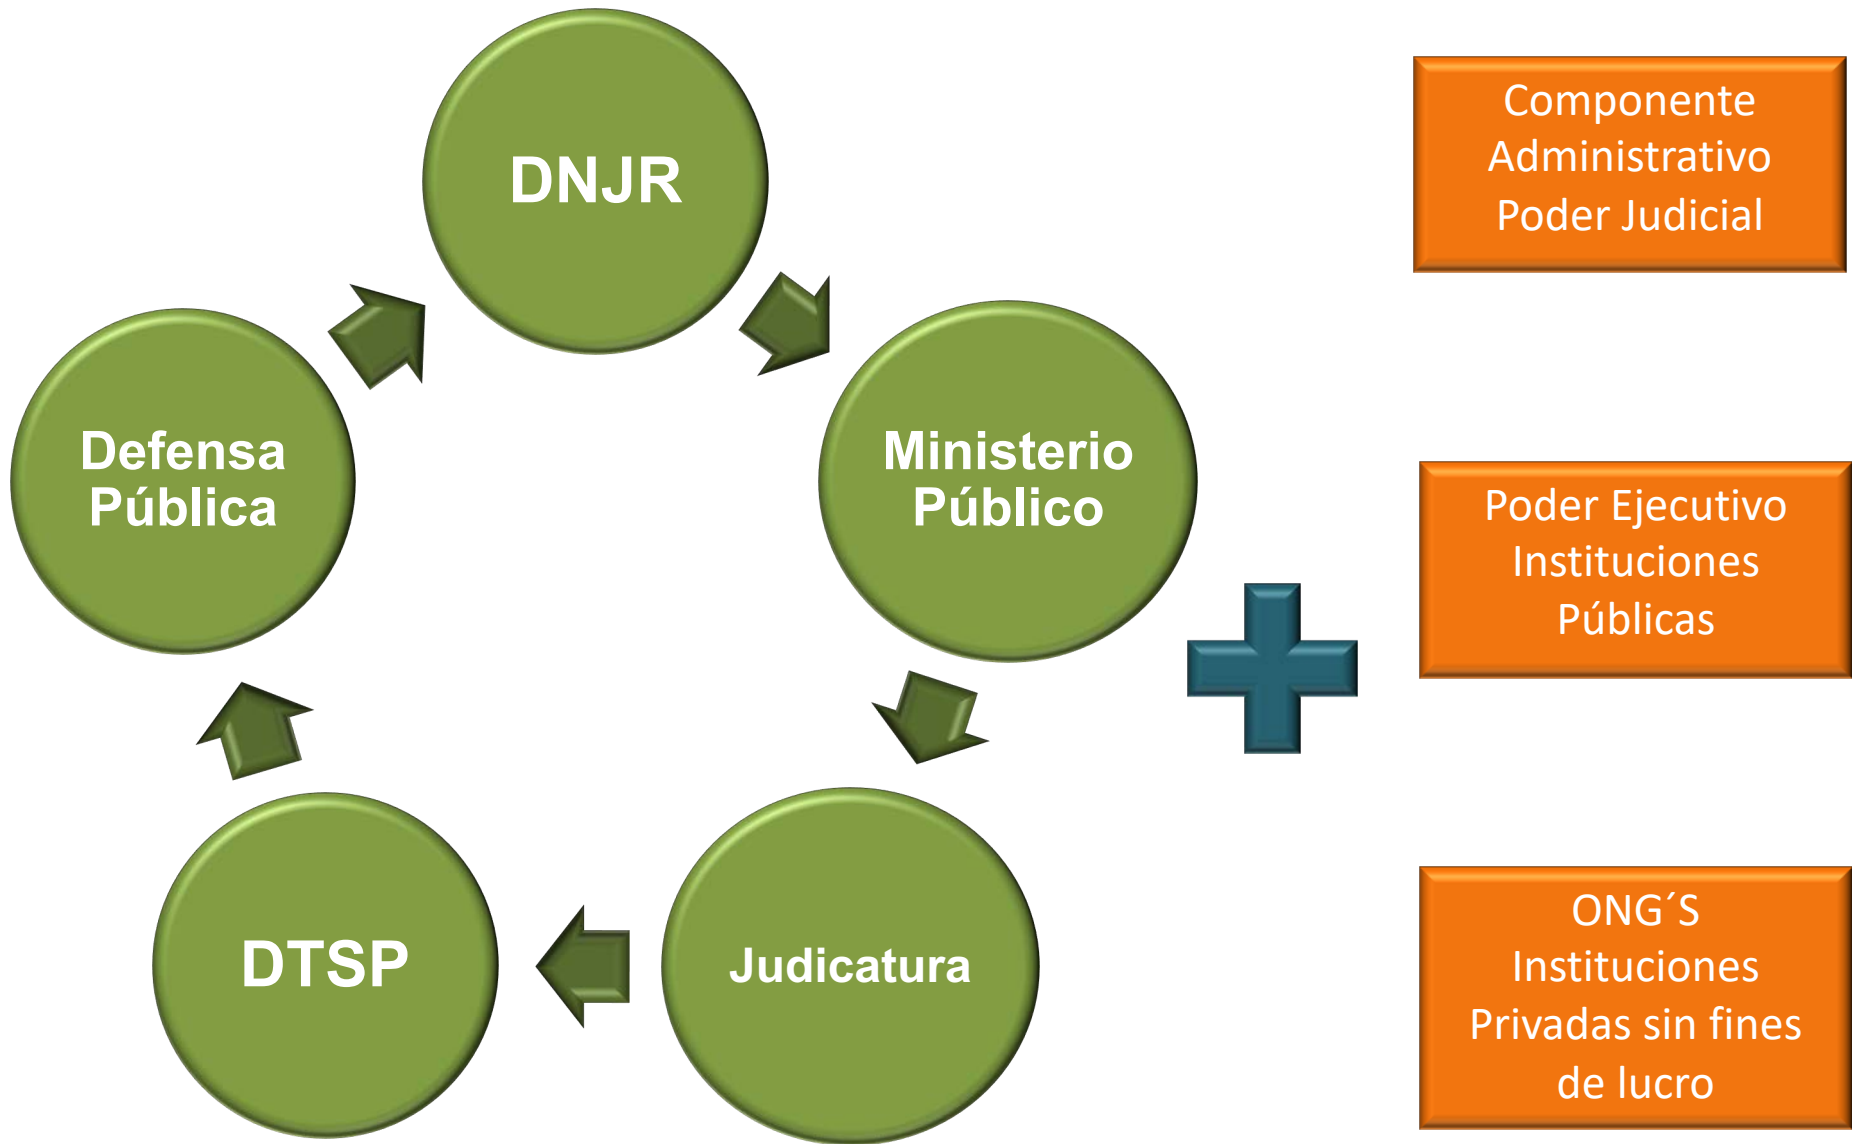 DNJR
Ministerio
Público
Judicatura
DTSP
Defensa
Pública
Componente
Administrativo
Poder Judicial
Poder Ejecutivo
Instituciones
Públicas
ONG´S
Instituciones
Privadas sin fines
de lucro